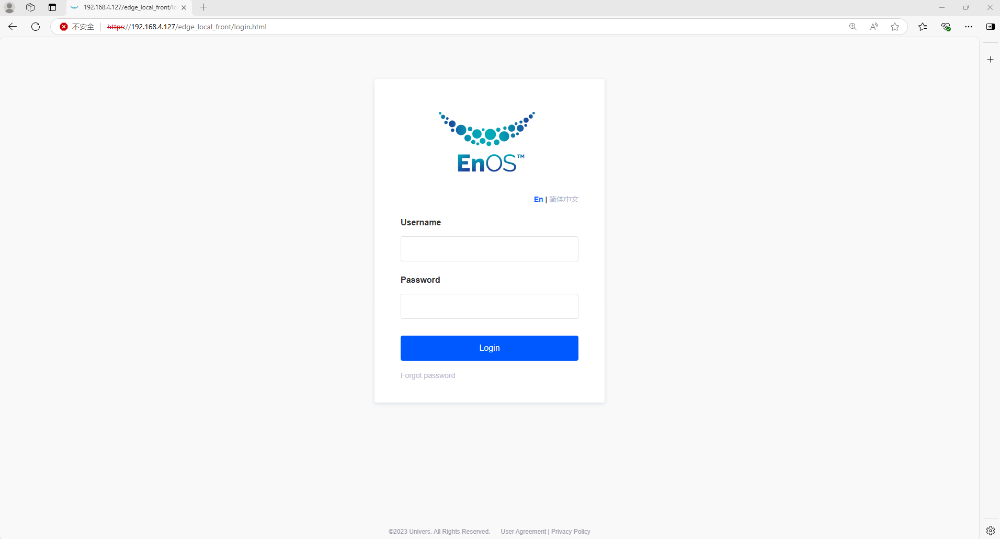 192.168.4.127/edge_local_front/lo
不安全
https://192.168.4.127/edge_local_front/login.html
EnOS™
En | 简体中文
Username
Password
Login
Forgot password
©2023 Univers. All Rights Reserved. User Agreement | Privacy Policy